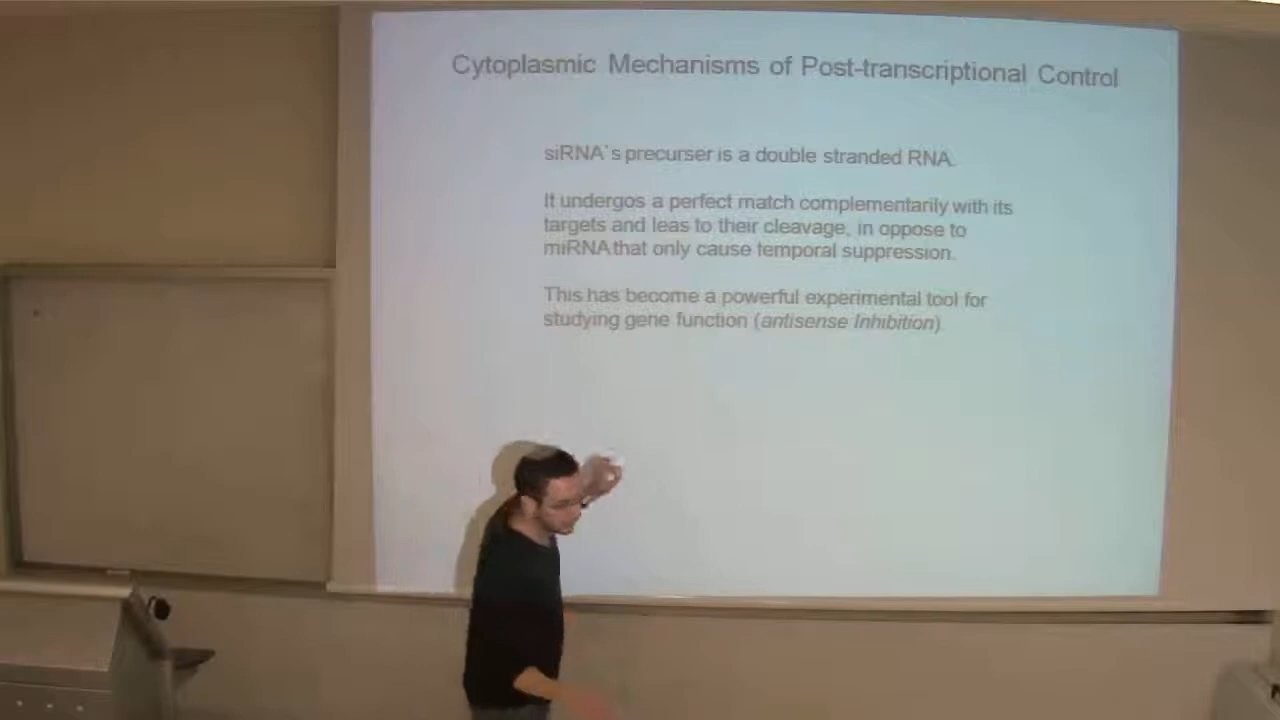 Cytoplasmic Mechanisms of Post-transcriptional Control
siRNA's precurser is a double stranded RNA.
It undergos a perfect match complementarily with its
targets and leas to their cleavage, in oppose to
miRNA that only cause temporal suppression.
This has become a powerful experimental tool for
studying gene function (antisense Inhibition).